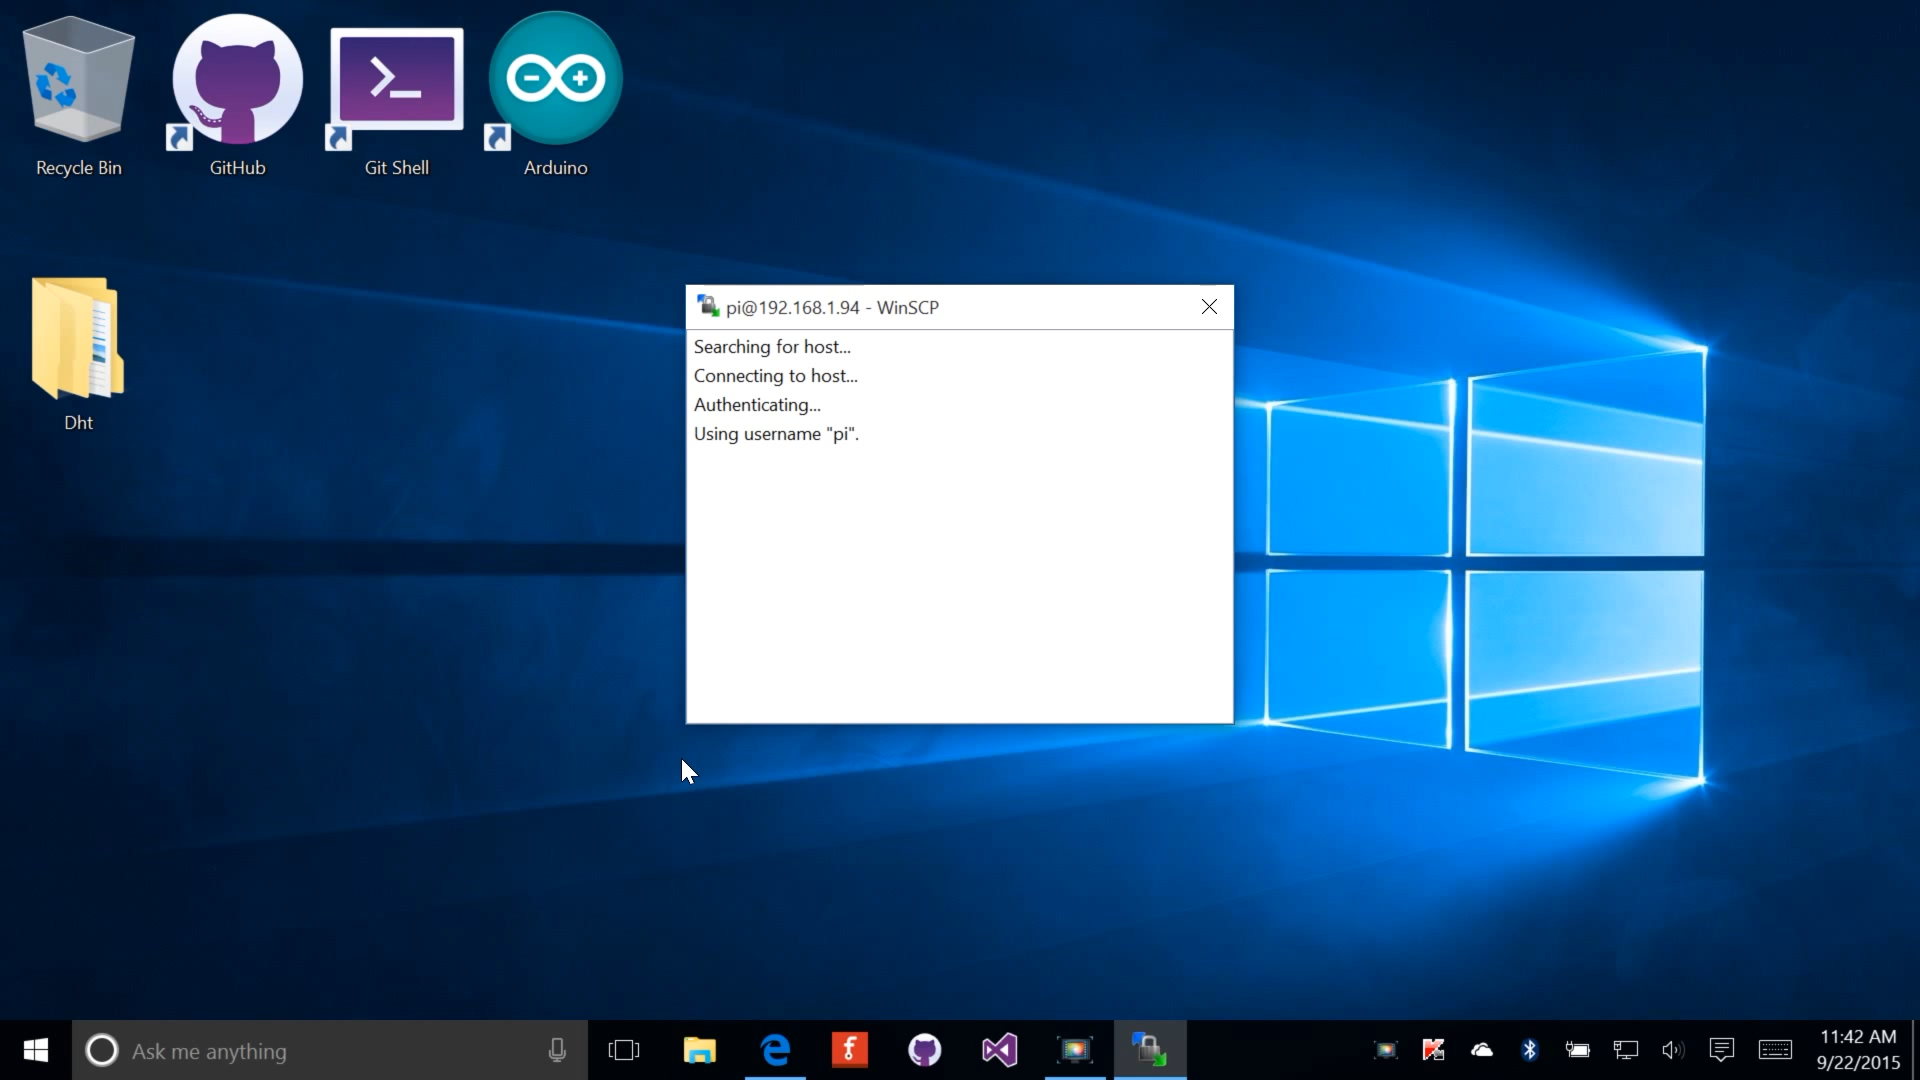 Recycle Bin
GitHub
Git Shell
Arduino
Dht
pi@192.168.1.94 - WinSCP
Searching for host...
Connecting to host...
Authenticating...
Using username "pi".
Ask me anything
11:42 AM
9/22/2015